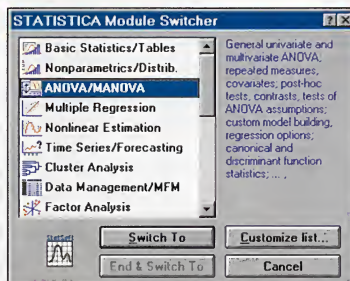 STATISTICA Module Switcher
Basic Statistics/Tables
Nonparametrics/Distrib.
ANOVA/MANOVA
Multiple Regression
Nonlinear Estimation
Time Series/Forecasting
Cluster Analysis
Data Management/MFM
Factor Analysis
General univariate and
multivariate ANOVA;
repeated measures,
covariates; post-hoc
tests, contrasts, tests of
ANOVA assumptions;
custom model building,
regression options;
canonical and
discriminant function
statistics; ... ,
Switch To
Customize list...
End & Switch To
Cancel